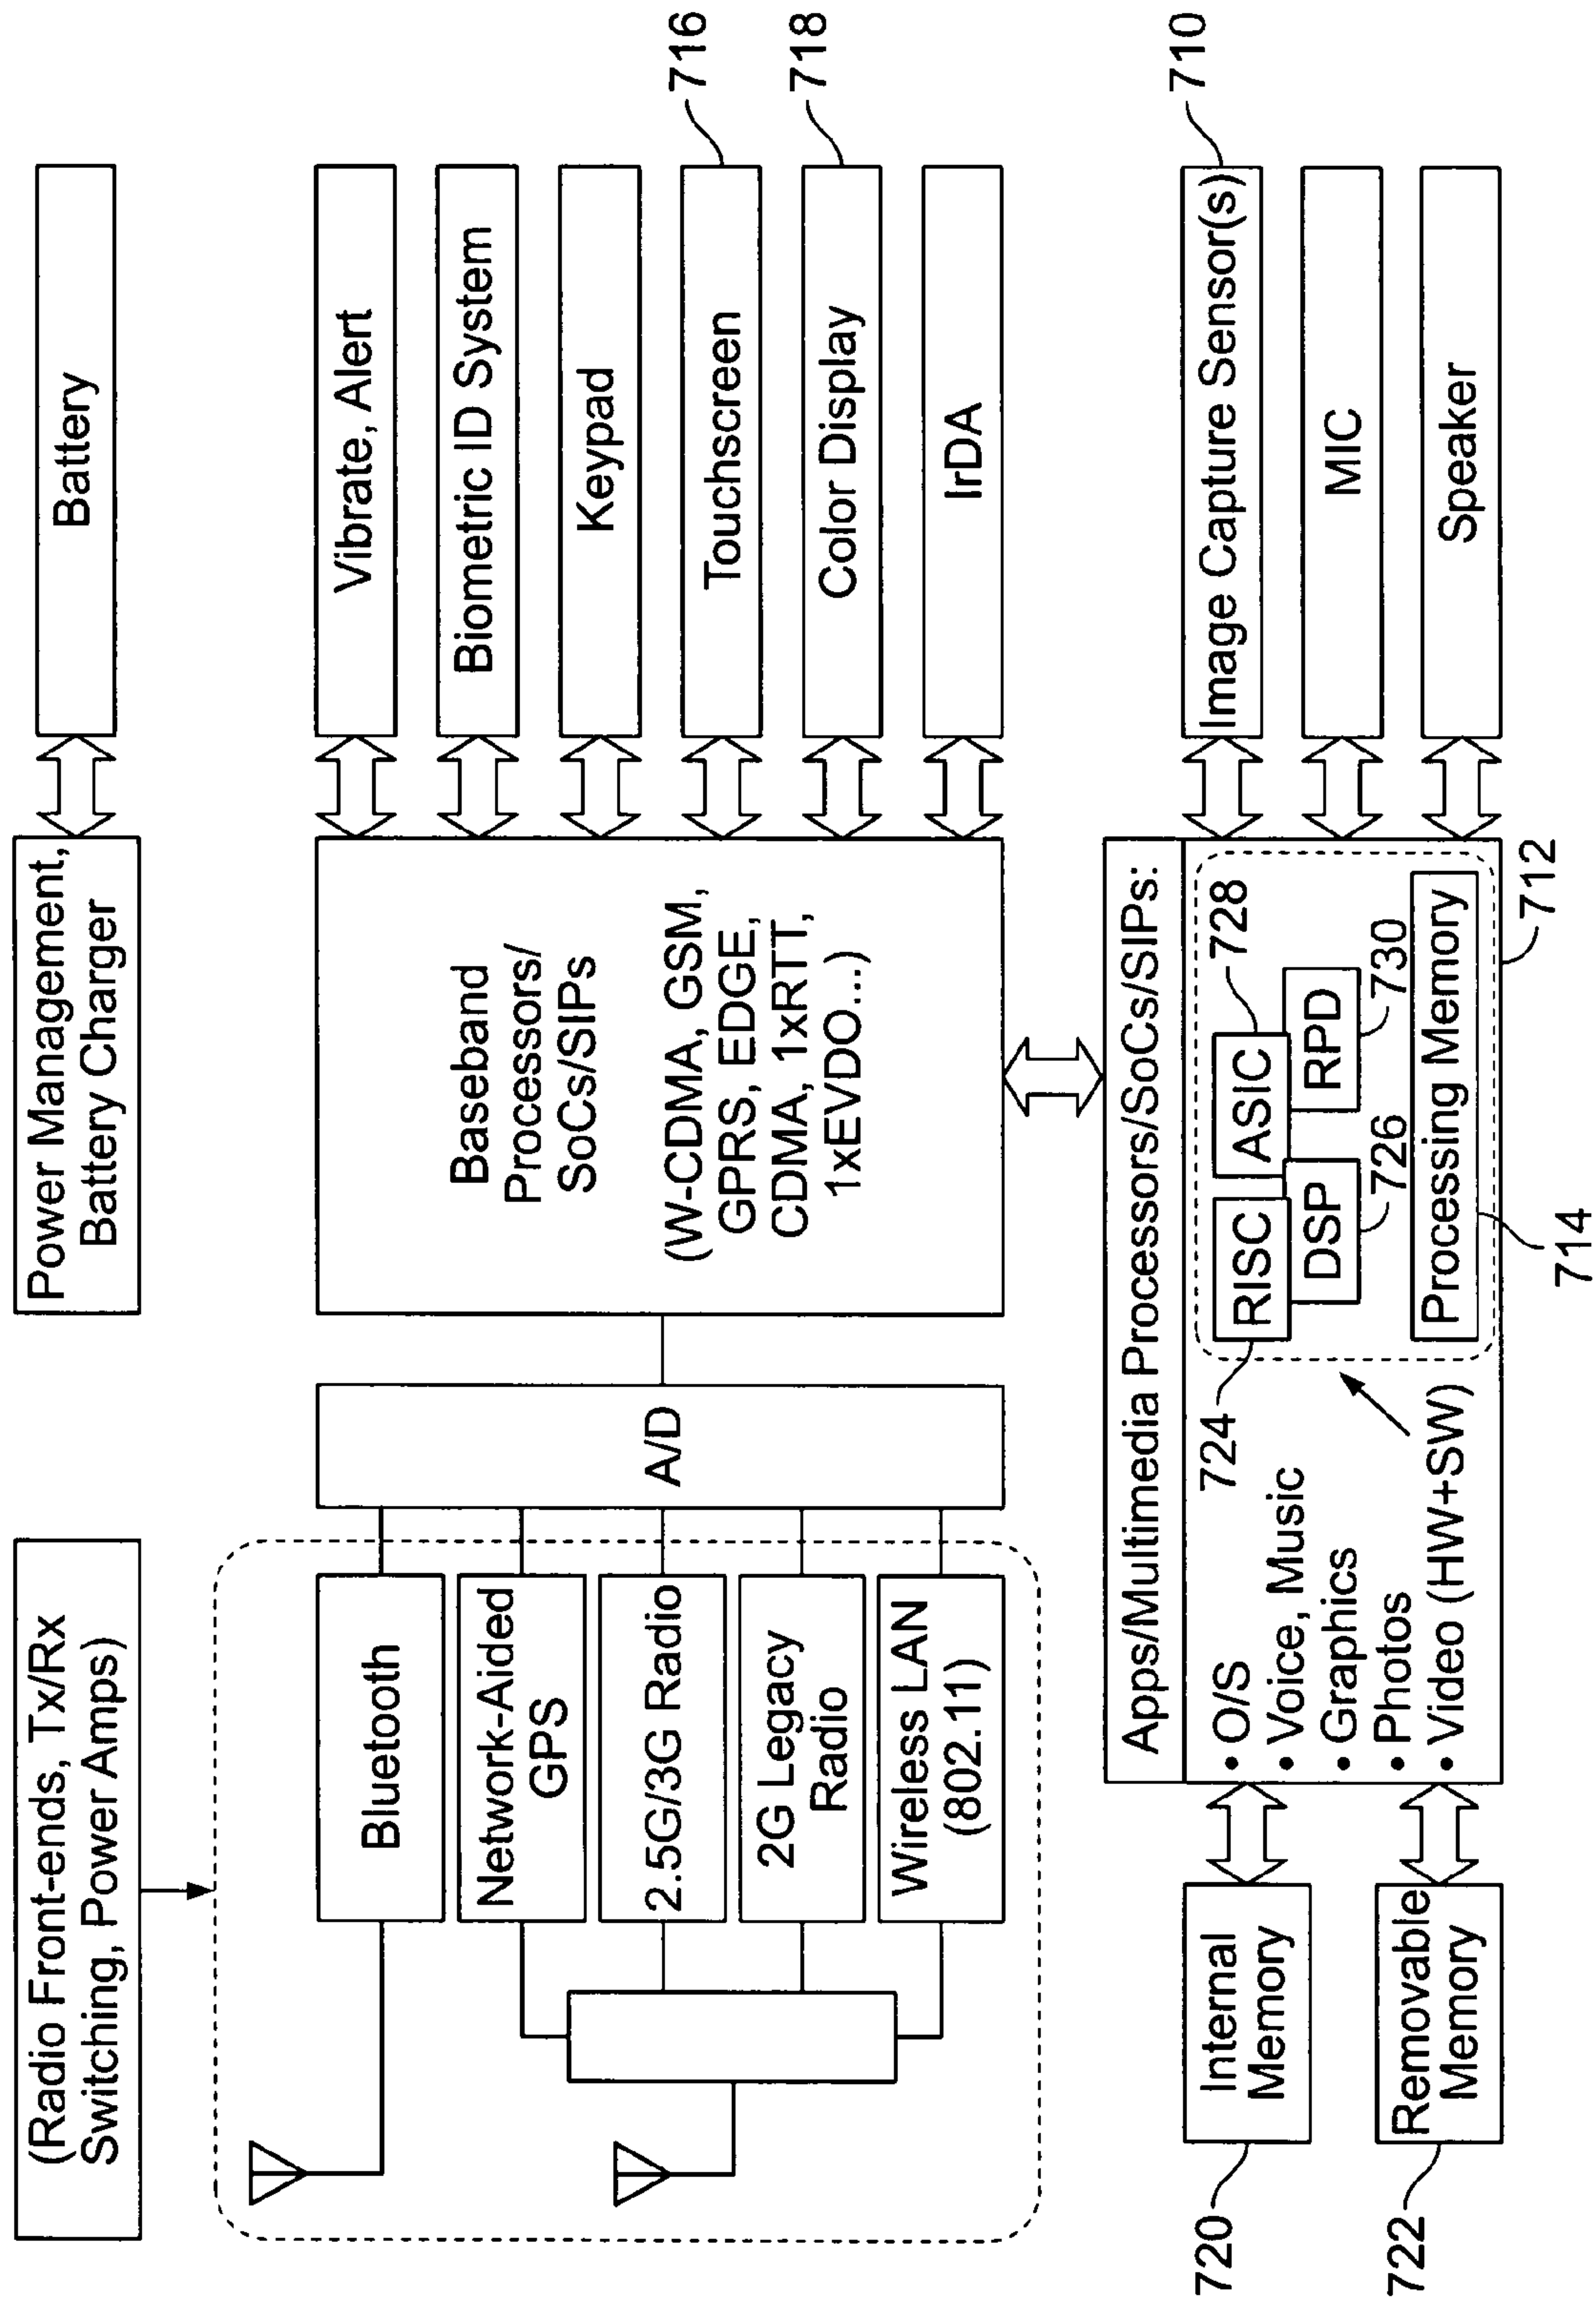 (Radio Front-ends, Tx/Rx
Switching, Power Amps)
Power Management,
Battery Charger
Battery
Bluetooth
Network-Aided
GPS
2.5G/3G Radio
2G Legacy
Radio
Wireless LAN
(802.11)
A/D
Baseband
Processors/
SoCs/SIPs
(W-CDMA, GSM,
GPRS, EDGE,
CDMA, 1xRTT,
1xEVDO...)
Vibrate, Alert
Biometric ID System
Keypad
Touchscreen
716
Color Display
718
IrDA
720
Internal
Memory
722
Removable
Memory
Apps/Multimedia Processors/SoCs/SIPs:
• O/S
• Voice, Music
• Graphics
• Photos
• Video (HW+SW)
724
RISC
ASIC
728
DSP
RPD
726
730
Processing Memory
714
712
Image Capture Sensor(s)
710
MIC
Speaker